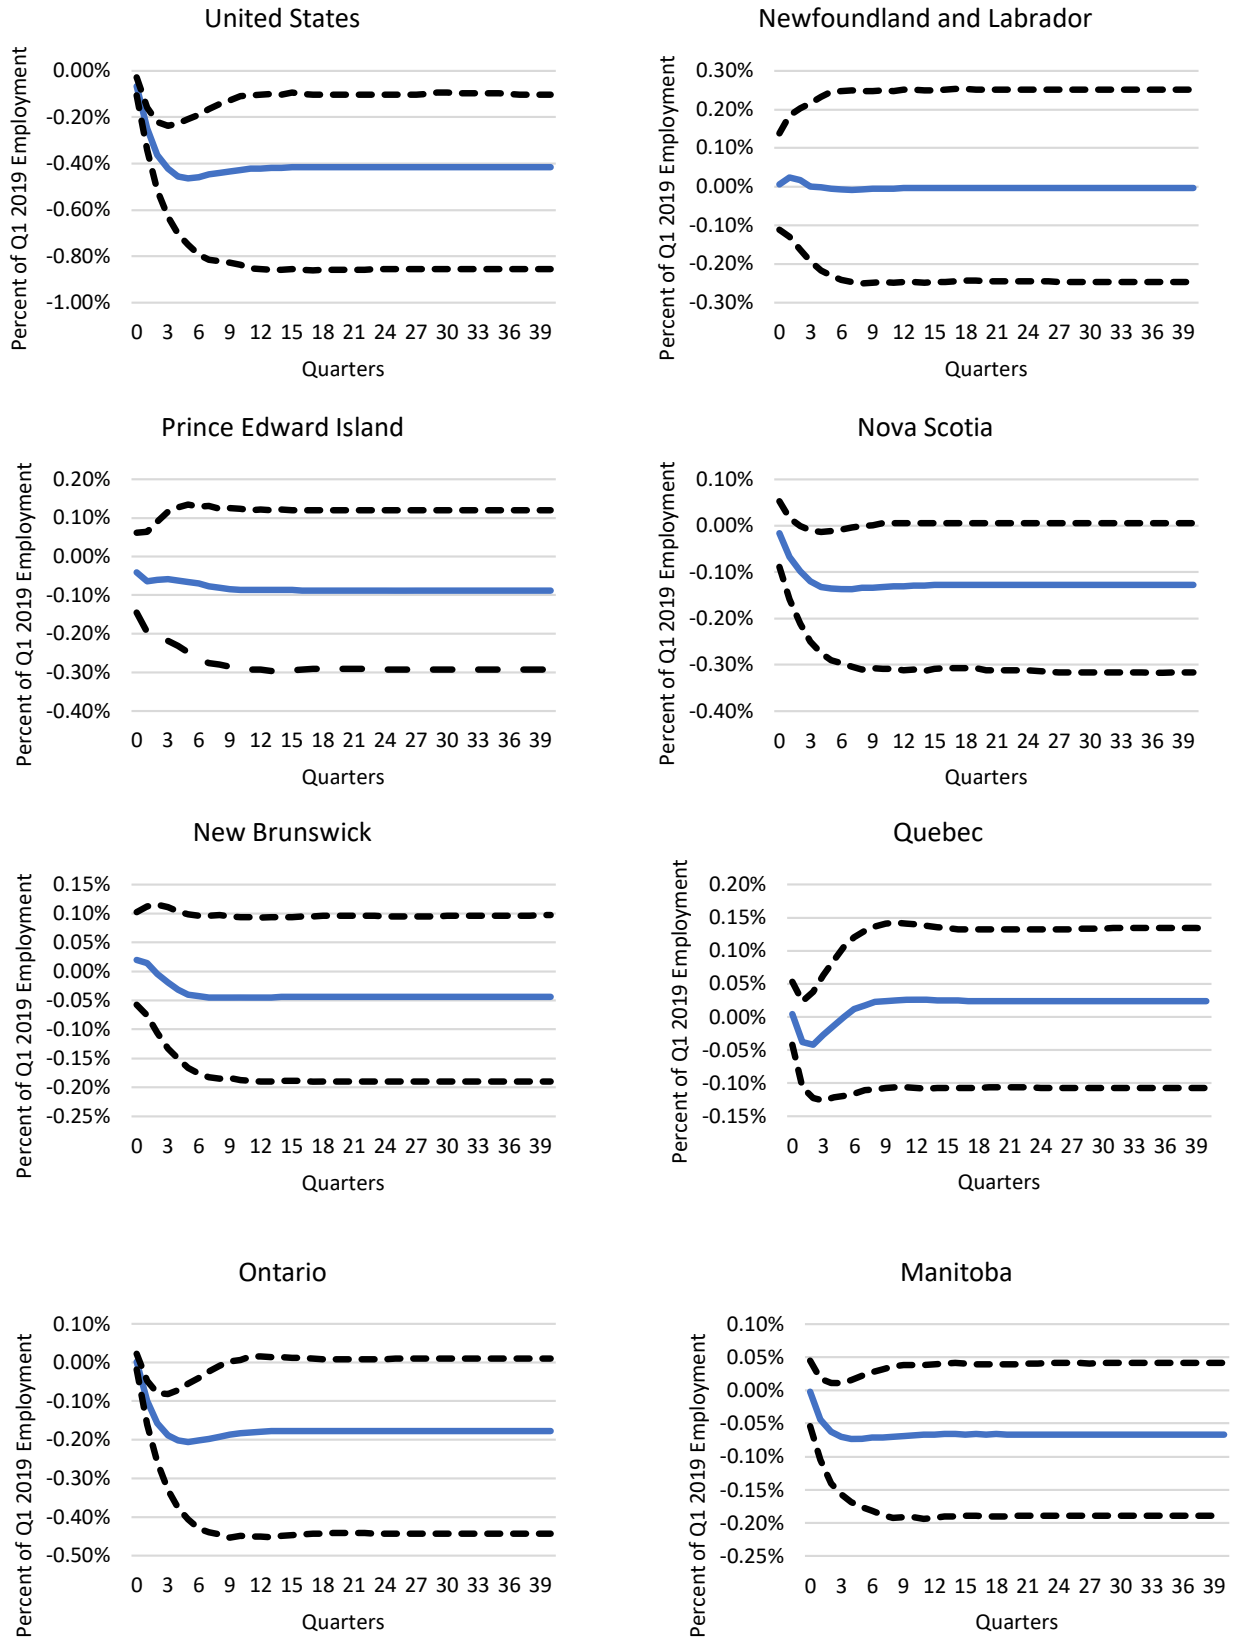 United States
Percent of Q1 2019 Employment
0.00%
-0.20%
-0.40%
-0.60%
-0.80%
-1.00%
0 3 6 9 12 15 18 21 24 27 30 33 36 39
Quarters
Newfoundland and Labrador
Percent of Q1 2019 Employment
0.30%
0.20%
0.10%
0.00%
-0.10%
-0.20%
-0.30%
0 3 6 9 12 15 18 21 24 27 30 33 36 39
Quarters
Prince Edward Island
Percent of Q1 2019 Employment
0.20%
0.10%
0.00%
-0.10%
-0.20%
-0.30%
-0.40%
0 3 6 9 12 15 18 21 24 27 30 33 36 39
Quarters
Nova Scotia
Percent of Q1 2019 Employment
0.10%
0.00%
-0.10%
-0.20%
-0.30%
-0.40%
0 3 6 9 12 15 18 21 24 27 30 33 36 39
Quarters
New Brunswick
Percent of Q1 2019 Employment
0.15%
0.10%
0.05%
0.00%
-0.05%
-0.10%
-0.15%
-0.20%
-0.25%
0 3 6 9 12 15 18 21 24 27 30 33 36 39
Quarters
Quebec
Percent of Q1 2019 Employment
0.20%
0.15%
0.10%
0.05%
0.00%
-0.05%
-0.10%
-0.15%
0 3 6 9 12 15 18 21 24 27 30 33 36 39
Quarters
Ontario
Percent of Q1 2019 Employment
0.10%
0.00%
-0.10%
-0.20%
-0.30%
-0.40%
-0.50%
0 3 6 9 12 15 18 21 24 27 30 33 36 39
Quarters
Manitoba
Percent of Q1 2019 Employment
0.10%
0.05%
0.00%
-0.05%
-0.10%
-0.15%
-0.20%
-0.25%
0 3 6 9 12 15 18 21 24 27 30 33 36 39
Quarters